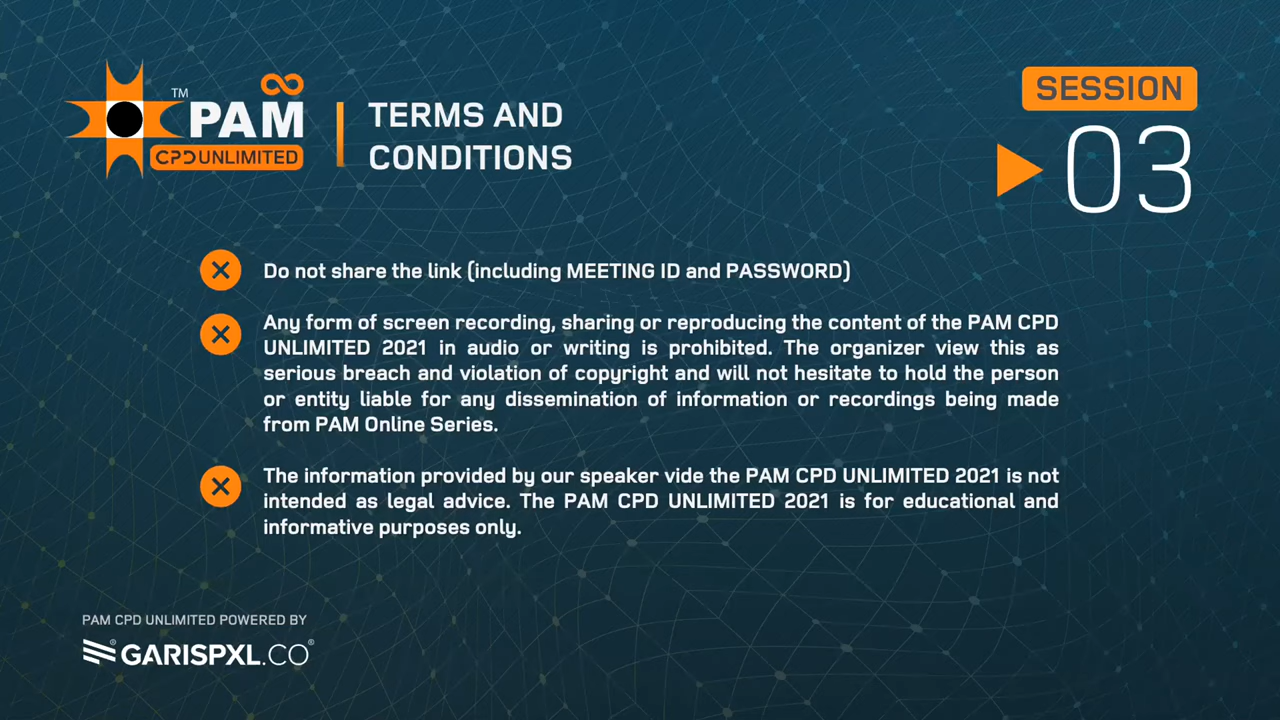 TM
PAM
CPD UNLIMITED
TERMS AND
CONDITIONS
SESSION
03
Do not share the link (including MEETING ID and PASSWORD)
Any form of screen recording, sharing or reproducing the content of the PAM CPD
UNLIMITED 2021 in audio or writing is prohibited. The organizer view this as
serious breach and violation of copyright and will not hesitate to hold the person
or entity liable for any dissemination of information or recordings being made
from PAM Online Series.
The information provided by our speaker vide the PAM CPD UNLIMITED 2021 is not
intended as legal advice. The PAM CPD UNLIMITED 2021 is for educational and
informative purposes only.
PAM CPD UNLIMITED POWERED BY
® GARISPXL.CO®